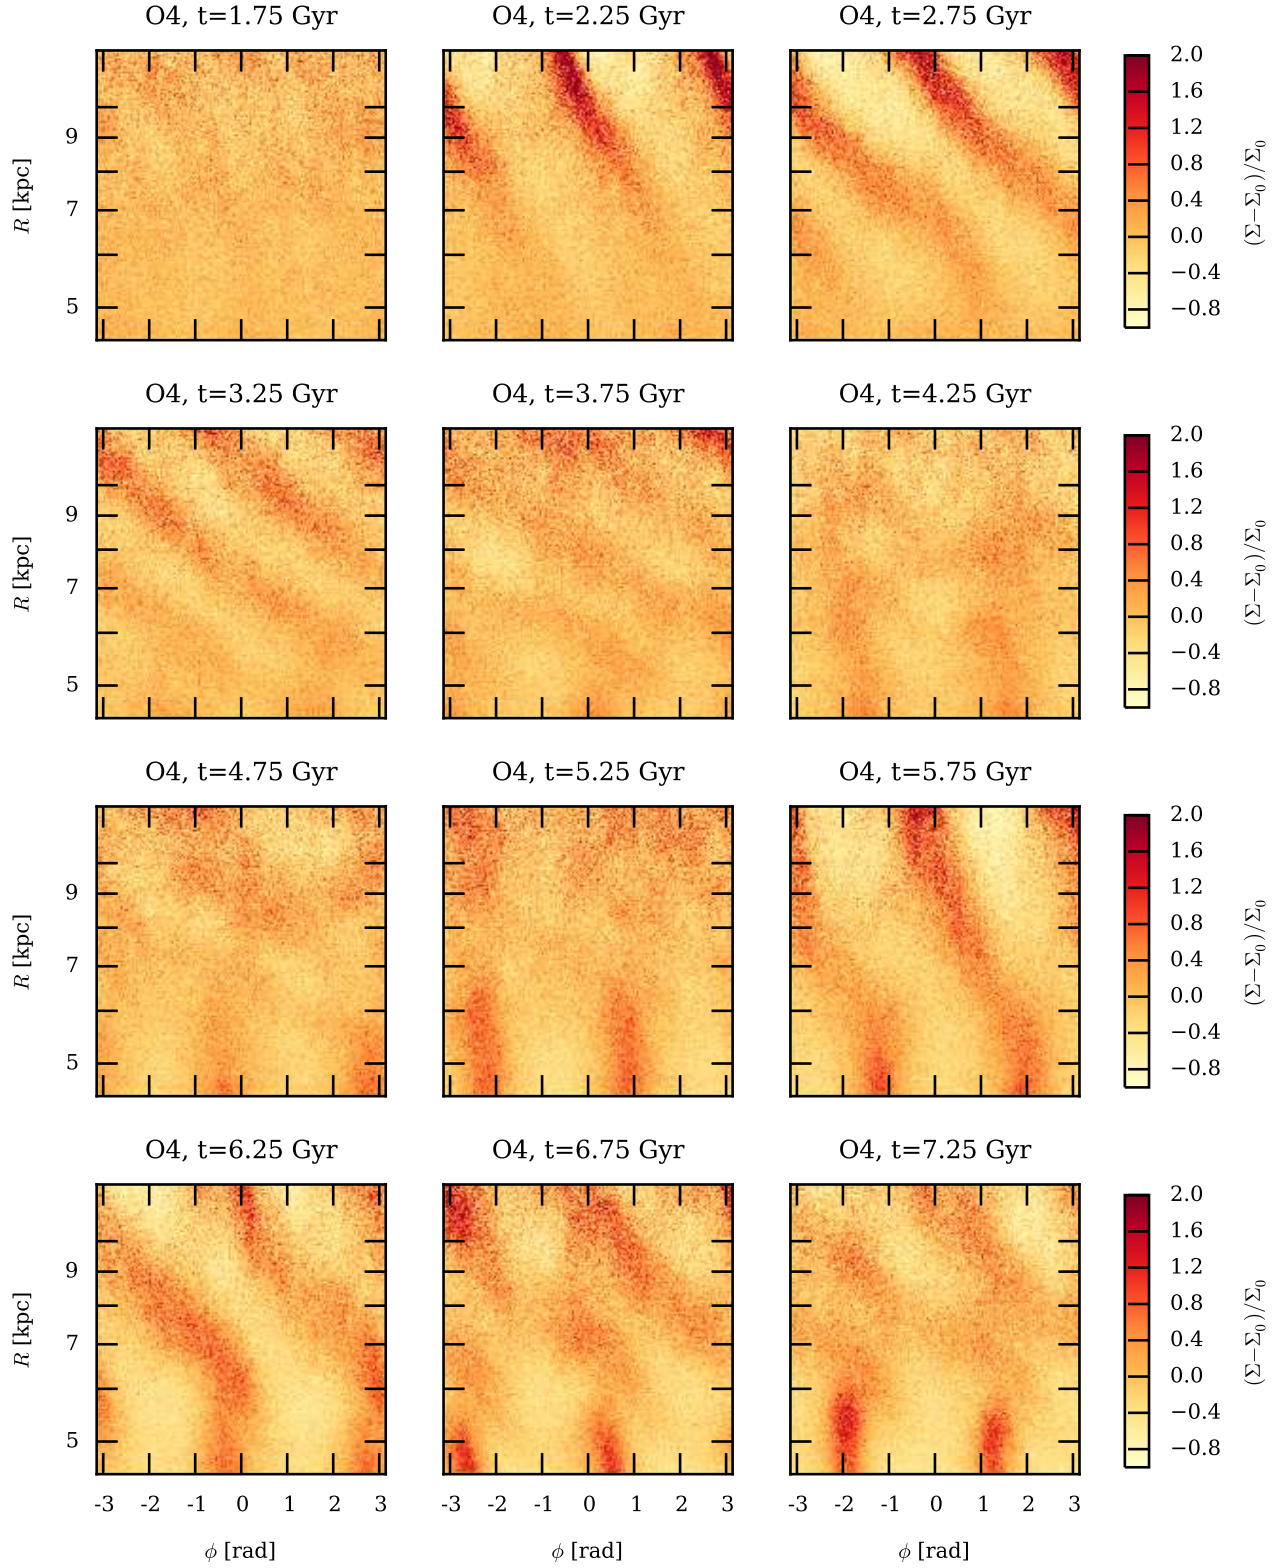 O4, t=1.75 Gyr
O4, t=2.25 Gyr
O4, t=2.75 Gyr
R [kpc]
9
7
5
2.0
1.6
1.2
0.8
0.4
0.0
−0.4
−0.8
(Σ−Σ₀)/Σ₀
O4, t=3.25 Gyr
O4, t=3.75 Gyr
O4, t=4.25 Gyr
R [kpc]
9
7
5
2.0
1.6
1.2
0.8
0.4
0.0
−0.4
−0.8
(Σ−Σ₀)/Σ₀
O4, t=4.75 Gyr
O4, t=5.25 Gyr
O4, t=5.75 Gyr
R [kpc]
9
7
5
2.0
1.6
1.2
0.8
0.4
0.0
−0.4
−0.8
(Σ−Σ₀)/Σ₀
O4, t=6.25 Gyr
O4, t=6.75 Gyr
O4, t=7.25 Gyr
R [kpc]
9
7
5
2.0
1.6
1.2
0.8
0.4
0.0
−0.4
−0.8
(Σ−Σ₀)/Σ₀
-3 -2 -1 0 1 2 3
-3 -2 -1 0 1 2 3
-3 -2 -1 0 1 2 3
ϕ [rad]
ϕ [rad]
ϕ [rad]